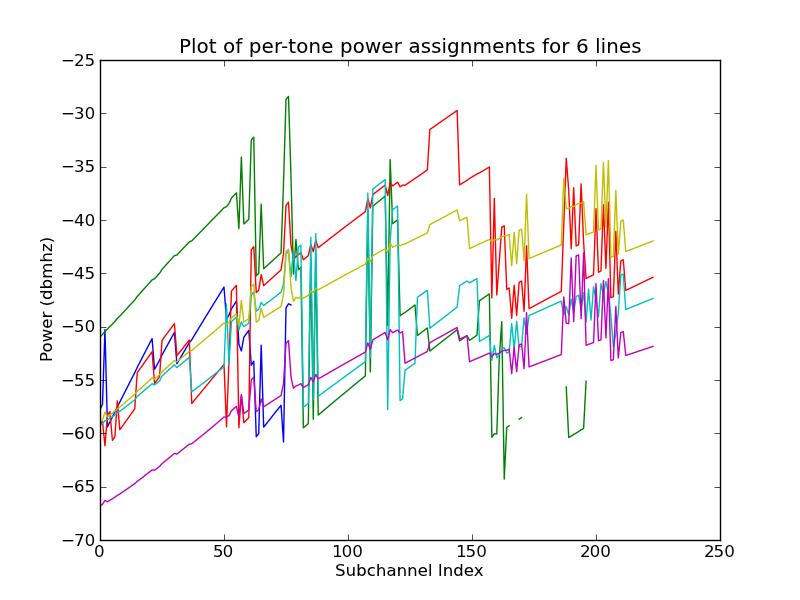 Plot of per-tone power assignments for 6 lines
−25
−30
−35
−40
−45
−50
−55
−60
−65
−70
Power (dbmhz)
0 50 100 150 200 250
Subchannel Index